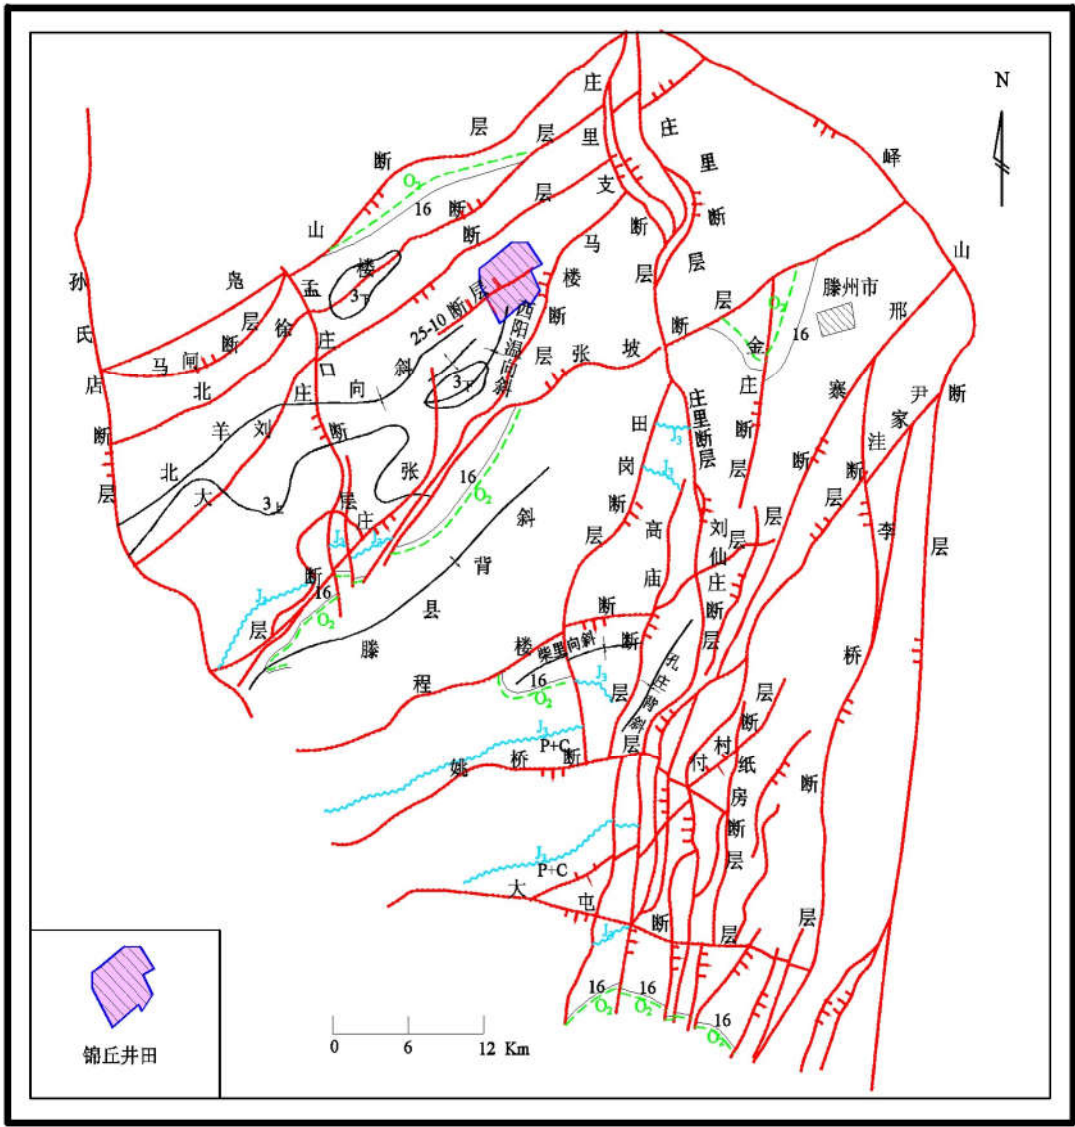 N
峄山断层
凫山断层
孙氏店断层
马闸断层
北徐楼断层
大刘庄断层
孟庄口断层
北羊向斜
25-10断层
西阳温向斜
马楼断层
庄里支断层
庄里断层
张坡断层
张庄断层
滕县背斜
滕州市
金庄断层
邢寨断层
尹家洼断层
李桥断层
田岗断层
庄里断层
高庙断层
刘仙庄断层
程楼断层
柴里向斜
孔庄背斜
付村断层
纸房断层
姚桥断层
大屯断层
O₂
16
3下
3下
3上
O₂
16
16
O₂
J₃
J₃
J₃
16
O₂
16
O₂
J₃
J₃
P+C
J₃
P+C
J₃
16
O₂
16
O₂
16
O₂
锦丘井田
0 6 12 Km